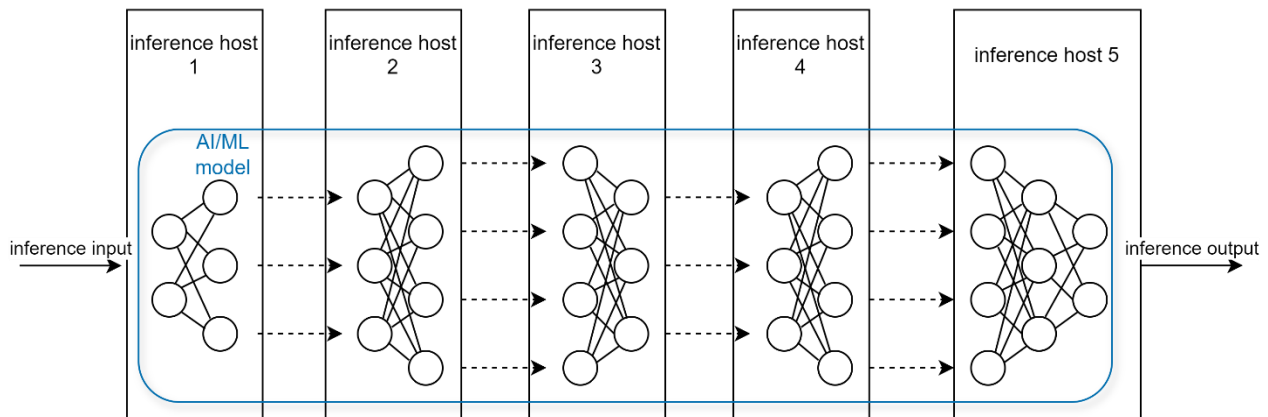 inference host
1
inference host
2
inference host
3
inference host
4
inference host 5
AI/ML
model
inference input
inference output